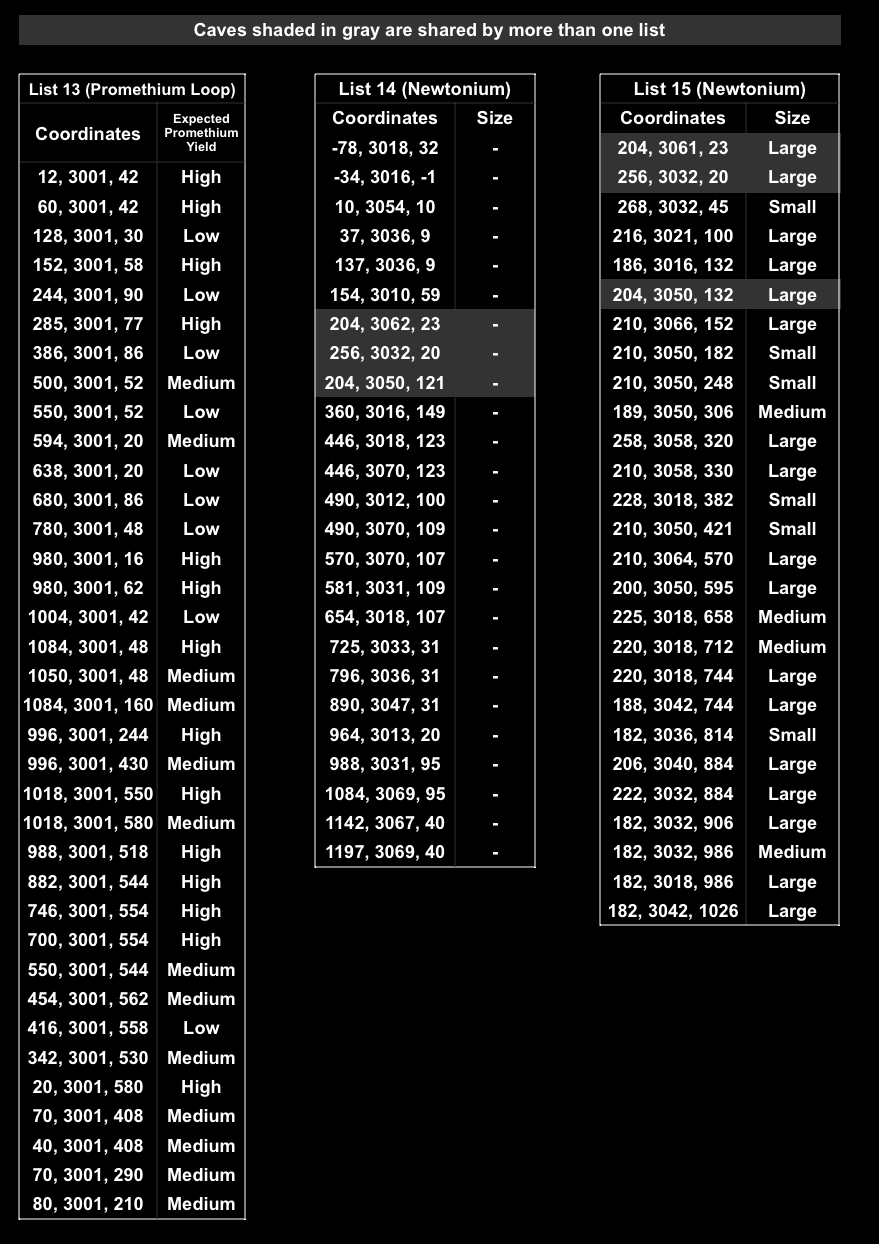 Caves shaded in gray are shared by more than one list
List 13 (Promethium Loop)
Coordinates
Expected
Promethium
Yield
12, 3001, 42 High
60, 3001, 42 High
128, 3001, 30 Low
152, 3001, 58 High
244, 3001, 90 Low
285, 3001, 77 High
386, 3001, 86 Low
500, 3001, 52 Medium
550, 3001, 52 Low
594, 3001, 20 Medium
638, 3001, 20 Low
680, 3001, 86 Low
780, 3001, 48 Low
980, 3001, 16 High
980, 3001, 62 High
1004, 3001, 42 Low
1084, 3001, 48 High
1050, 3001, 48 Medium
1084, 3001, 160 Medium
996, 3001, 244 High
996, 3001, 430 Medium
1018, 3001, 550 High
1018, 3001, 580 Medium
988, 3001, 518 High
882, 3001, 544 High
746, 3001, 554 High
700, 3001, 554 High
550, 3001, 544 Medium
454, 3001, 562 Medium
416, 3001, 558 Low
342, 3001, 530 Medium
20, 3001, 580 High
70, 3001, 408 Medium
40, 3001, 408 Medium
70, 3001, 290 Medium
80, 3001, 210 Medium
List 14 (Newtonium)
Coordinates Size
-78, 3018, 32 -
-34, 3016, -1 -
10, 3054, 10 -
37, 3036, 9 -
137, 3036, 9 -
154, 3010, 59 -
204, 3062, 23 -
256, 3032, 20 -
204, 3050, 121 -
360, 3016, 149 -
446, 3018, 123 -
446, 3070, 123 -
490, 3012, 100 -
490, 3070, 109 -
570, 3070, 107 -
581, 3031, 109 -
654, 3018, 107 -
725, 3033, 31 -
796, 3036, 31 -
890, 3047, 31 -
964, 3013, 20 -
988, 3031, 95 -
1084, 3069, 95 -
1142, 3067, 40 -
1197, 3069, 40 -
List 15 (Newtonium)
Coordinates Size
204, 3061, 23 Large
256, 3032, 20 Large
268, 3032, 45 Small
216, 3021, 100 Large
186, 3016, 132 Large
204, 3050, 132 Large
210, 3066, 152 Large
210, 3050, 182 Small
210, 3050, 248 Small
189, 3050, 306 Medium
258, 3058, 320 Large
210, 3058, 330 Large
228, 3018, 382 Small
210, 3050, 421 Small
210, 3064, 570 Large
200, 3050, 595 Large
225, 3018, 658 Medium
220, 3018, 712 Medium
220, 3018, 744 Large
188, 3042, 744 Large
182, 3036, 814 Small
206, 3040, 884 Large
222, 3032, 884 Large
182, 3032, 906 Large
182, 3032, 986 Medium
182, 3018, 986 Large
182, 3042, 1026 Large